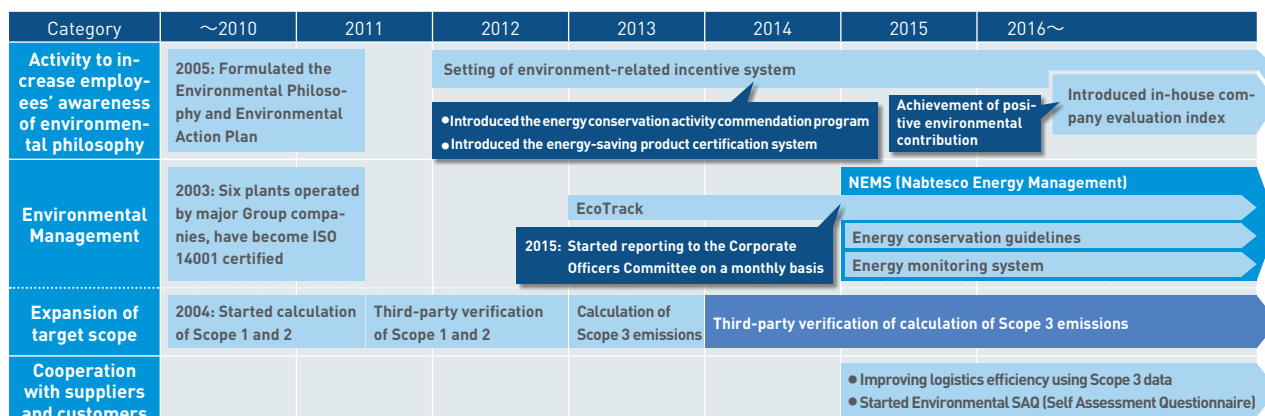 Category
～2010
2011
2012
2013
2014
2015
2016～
Activity to in-
crease employ-
ees’ awareness
of environmen-
tal philosophy
2005: Formulated the
Environmental Philoso-
phy and Environmental
Action Plan
Setting of environment-related incentive system
●Introduced the energy conservation activity commendation program
●Introduced the energy-saving product certification system
Achievement of posi-
tive environmental
contribution
Introduced in-house com-
pany evaluation index
Environmental
Management
2003: Six plants operated
by major Group compa-
nies, have become ISO
14001 certified
EcoTrack
2015: Started reporting to the Corporate
Officers Committee on a monthly basis
NEMS (Nabtesco Energy Management)
Energy conservation guidelines
Energy monitoring system
Expansion of
target scope
2004: Started calculation
of Scope 1 and 2
Third-party verification
of Scope 1 and 2
Calculation of
Scope 3 emissions
Third-party verification of calculation of Scope 3 emissions
Cooperation
with suppliers
and customers
● Improving logistics efficiency using Scope 3 data
● Started Environmental SAQ (Self Assessment Questionnaire)